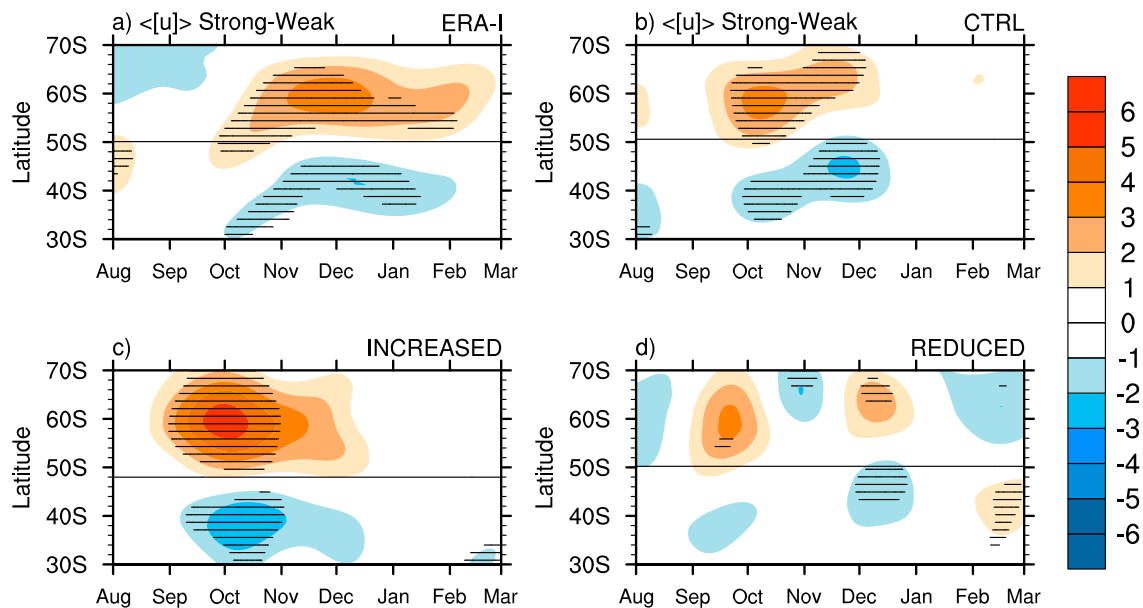 a) <[u]> Strong-Weak ERA-I
70S
60S
50S
40S
30S
Latitude
Aug Sep Oct Nov Dec Jan Feb Mar
b) <[u]> Strong-Weak CTRL
70S
60S
50S
40S
30S
Latitude
Aug Sep Oct Nov Dec Jan Feb Mar
c) INCREASED
70S
60S
50S
40S
30S
Latitude
Aug Sep Oct Nov Dec Jan Feb Mar
d) REDUCED
70S
60S
50S
40S
30S
Latitude
Aug Sep Oct Nov Dec Jan Feb Mar
6
5
4
3
2
1
0
-1
-2
-3
-4
-5
-6